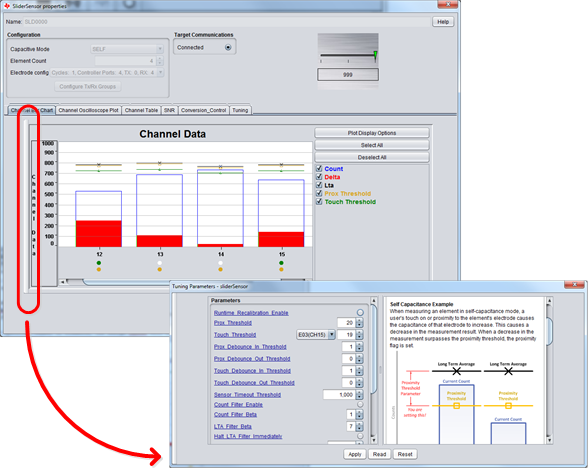 SliderSensor properties
Name: SLD0000
Help
Configuration
Target Communications
Capacitive Mode SELF
Connected
Element Count 4
Electrode config Cycles: 1, Controller Ports: 4, TX: 0, RX: 4
Configure Tx/Rx Groups
999
Chart
Channel Oscilloscope Plot
Channel Table
SNR
Conversion_Control
Tuning
Channel Data
1000
900
800
700
600
500
400
300
200
100
0
Channel Data
12 13 14 15
Plot Display Options
Select All
Deselect All
Count
Delta
Lta
Prox Threshold
Touch Threshold
Tuning Parameters - sliderSensor
Parameters
Runtime Recalibration Enable
Prox Threshold 20
Touch Threshold E03(CH15) 19
Prox Debounce In Threshold 1
Prox Debounce Out Threshold 0
Touch Debounce In Threshold 1
Touch Debounce Out Threshold 0
Sensor Timeout Threshold 1,000
Count Filter Enable
Count Filter Beta 1
LTA Filter Beta 7
Halt LTA Filter Immediately
Self Capacitance Example
When measuring an element in self-capacitance mode, a
user's touch on or proximity to the element's electrode causes
the capacitance of that electrode to increase. This causes a
decrease in the measurement result. When a decrease in the
measurement surpasses the proximity threshold, the proximity
flag is set.
Long Term Average Long Term Average
Current Count
Proximity
Threshold
Parameter
You are
setting this!
Proximity
Threshold
Proximity
Threshold
Current Count
Counts
Apply Read Reset